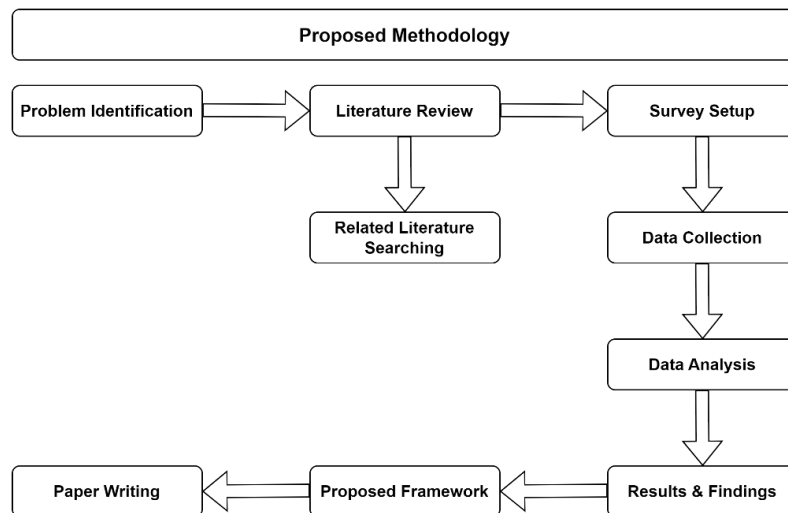 Proposed Methodology
Problem Identification
Literature Review
Survey Setup
Related Literature
Searching
Data Collection
Data Analysis
Paper Writing
Proposed Framework
Results & Findings